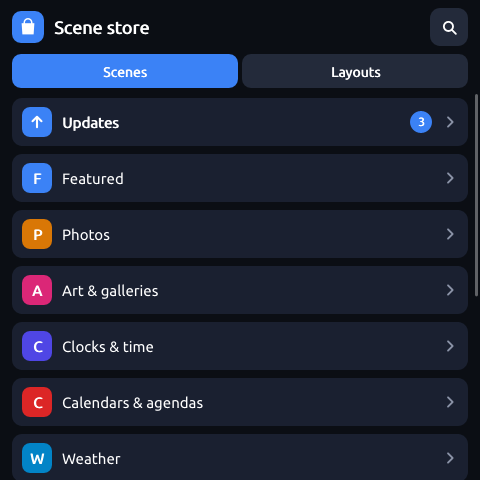 Scene store
Scenes
Layouts
Updates
3
F
Featured
P
Photos
A
Art & galleries
C
Clocks & time
C
Calendars & agendas
W
Weather